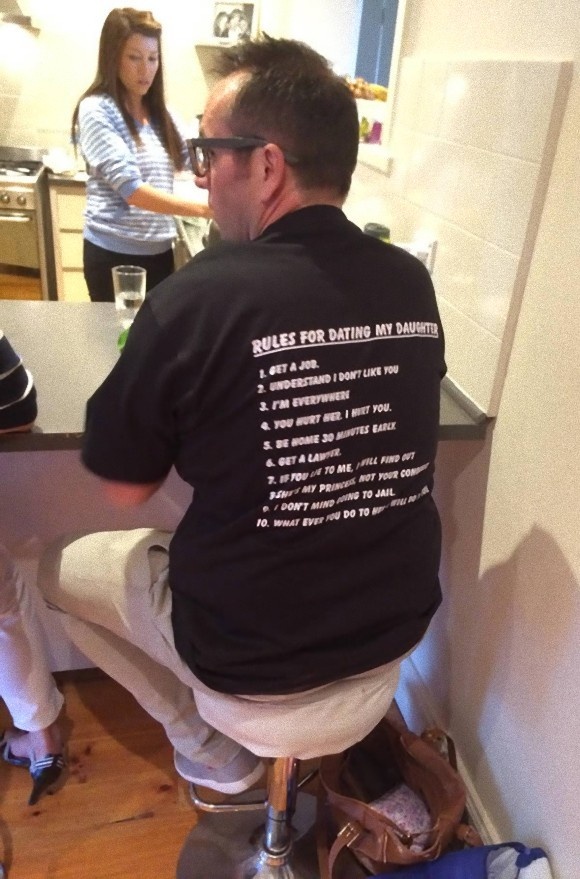 RULES FOR DATING MY DAUGHTER
1. GET A JOB.
2. UNDERSTAND I DON'T LIKE YOU
3. I'M EVERYWHERE
4. YOU HURT HER, I HURT YOU.
5. BE HOME 30 MINUTES EARLY.
6. GET A LAWYER.
7. IF YOU LIE TO ME, I WILL FIND OUT
SHE'S MY PRINCESS, NOT YOUR
9. I DON'T MIND GOING TO JAIL.
10. WHAT EVER YOU DO TO HER I WILL DO